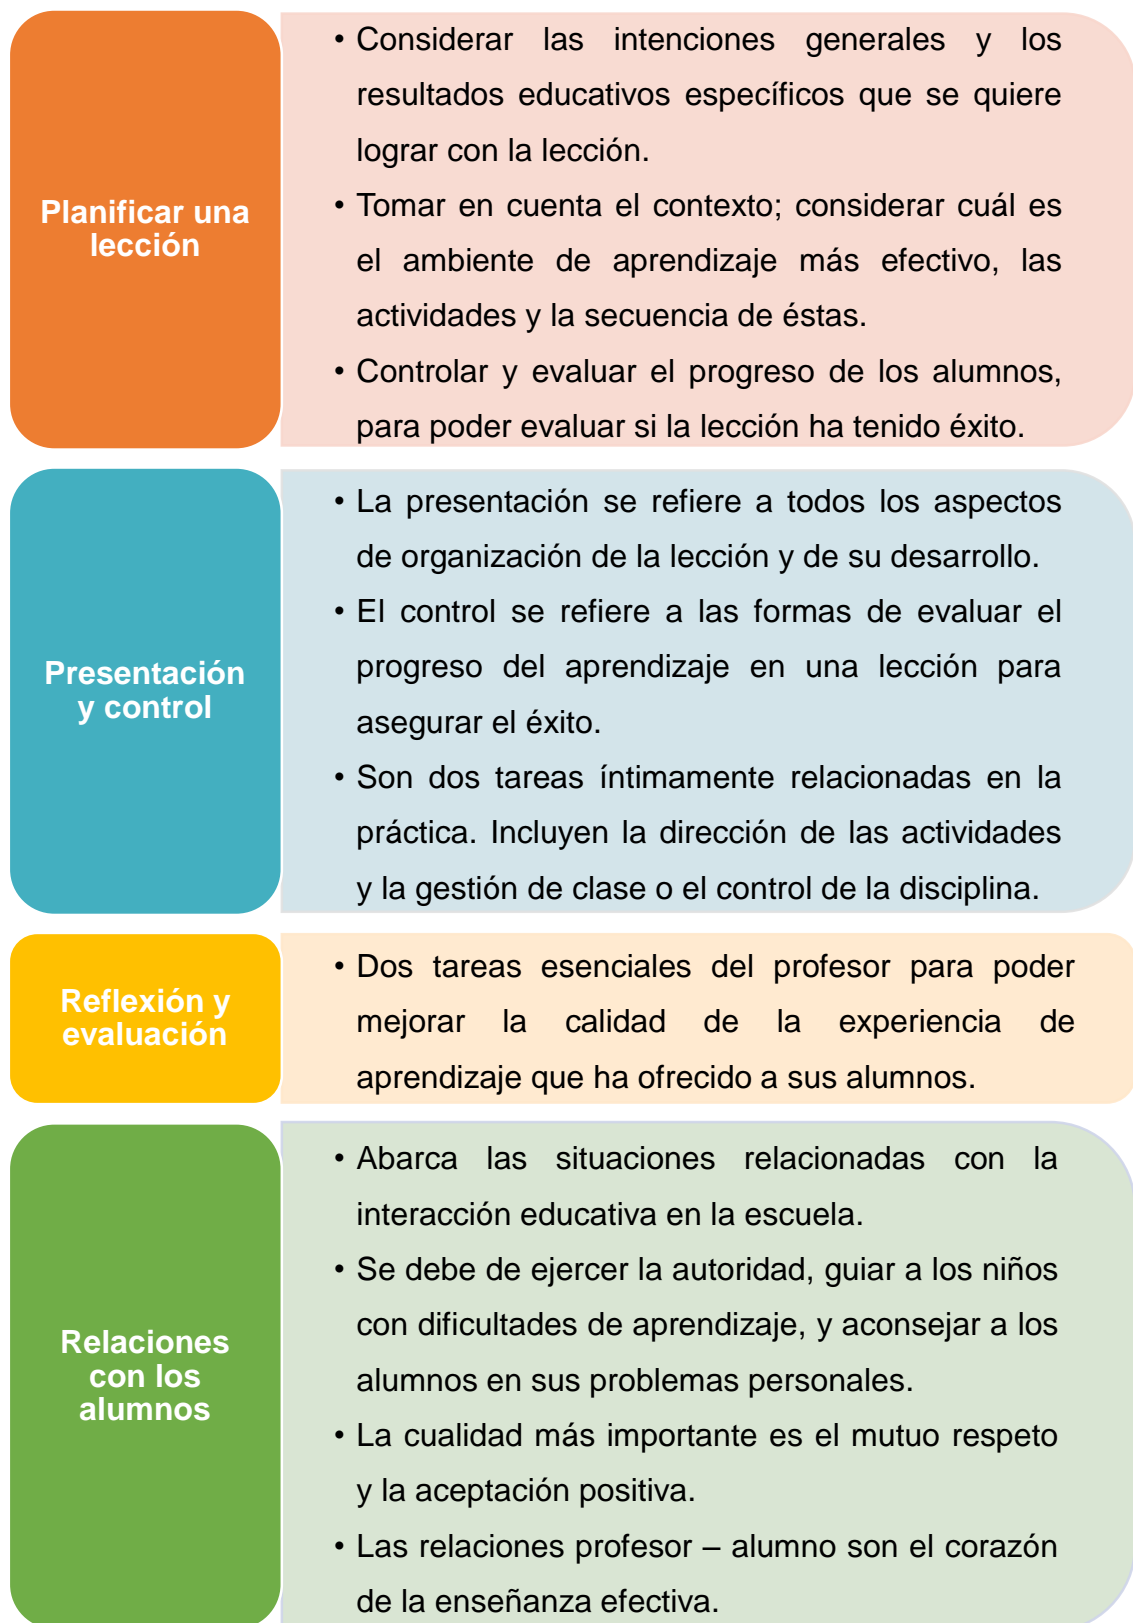 Planificar una
lección
• Considerar las intenciones generales y los
resultados educativos específicos que se quiere
lograr con la lección.
• Tomar en cuenta el contexto; considerar cuál es
el ambiente de aprendizaje más efectivo, las
actividades y la secuencia de éstas.
• Controlar y evaluar el progreso de los alumnos,
para poder evaluar si la lección ha tenido éxito.
Presentación
y control
• La presentación se refiere a todos los aspectos
de organización de la lección y de su desarrollo.
• El control se refiere a las formas de evaluar el
progreso del aprendizaje en una lección para
asegurar el éxito.
• Son dos tareas íntimamente relacionadas en la
práctica. Incluyen la dirección de las actividades
y la gestión de clase o el control de la disciplina.
Reflexión y
evaluación
• Dos tareas esenciales del profesor para poder
mejorar la calidad de la experiencia de
aprendizaje que ha ofrecido a sus alumnos.
Relaciones
con los
alumnos
• Abarca las situaciones relacionadas con la
interacción educativa en la escuela.
• Se debe de ejercer la autoridad, guiar a los niños
con dificultades de aprendizaje, y aconsejar a los
alumnos en sus problemas personales.
• La cualidad más importante es el mutuo respeto
y la aceptación positiva.
• Las relaciones profesor – alumno son el corazón
de la enseñanza efectiva.